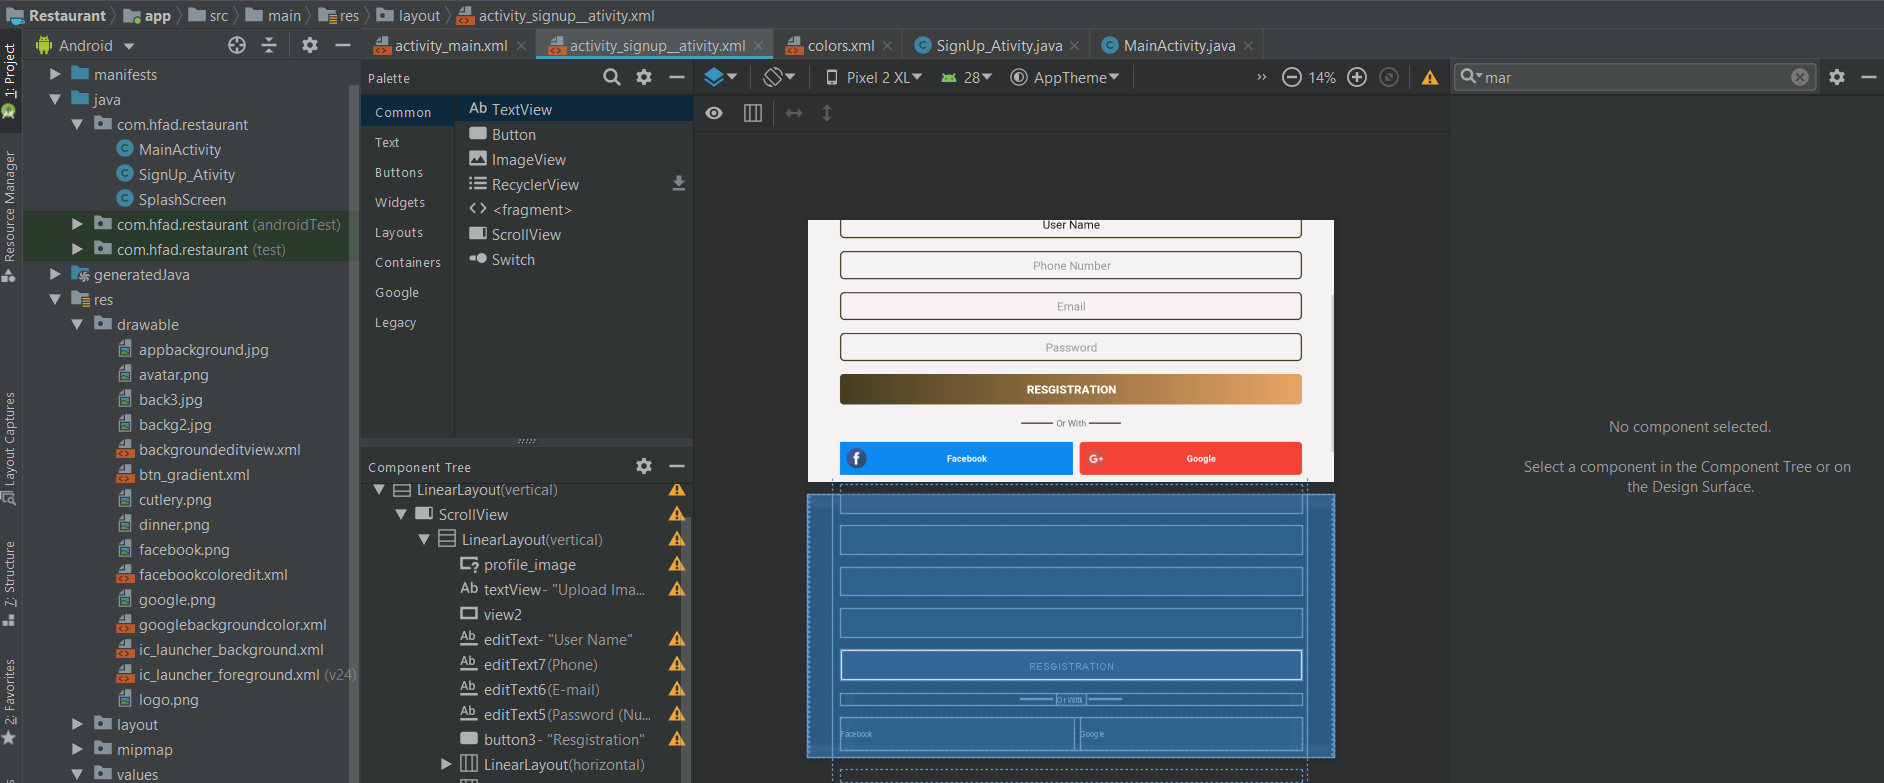 Restaurant app src main res layout activity_signup__ativity.xml
1: Project
Resource Manager
Layout Captures
7: Structure
2: Favorites
Android
manifests
java
com.hfad.restaurant
MainActivity
SignUp_Ativity
SplashScreen
com.hfad.restaurant (androidTest)
com.hfad.restaurant (test)
generatedJava
res
drawable
appbackground.jpg
avatar.png
back3.jpg
backg2.jpg
backgroundeditview.xml
btn_gradient.xml
cutlery.png
dinner.png
facebook.png
facebookcoloredit.xml
google.png
googlebackgroundcolor.xml
ic_launcher_background.xml
ic_launcher_foreground.xml (v24)
logo.png
layout
mipmap
values
activity_main.xml activity_signup__ativity.xml colors.xml SignUp_Ativity.java MainActivity.java
Palette
Common
Text
Buttons
Widgets
Layouts
Containers
Google
Legacy
Ab TextView
Button
ImageView
RecyclerView
<> <fragment>
ScrollView
Switch
Component Tree
LinearLayout(vertical)
ScrollView
LinearLayout(vertical)
profile_image
Ab textView- "Upload Ima...
view2
Ab editText- "User Name"
Ab editText7(Phone)
Ab editText6(E-mail)
Ab editText5(Password (Nu...
button3- "Resgistration"
LinearLayout(horizontal)
Pixel 2 XL 28 AppTheme » 14%
User Name
Phone Number
Email
Password
RESGISTRATION
Or With
f Facebook G+ Google
RESGISTRATION
Or With
Facebook Google
mar
No component selected.
Select a component in the Component Tree or on
the Design Surface.